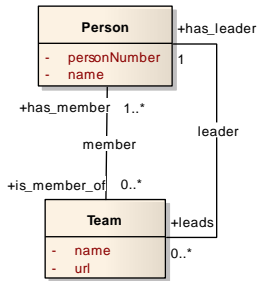 Person
+has_leader
- personNumber
- name
1
+has_member 1..*
leader
member
+is_member_of 0..*
Team
+leads
- name
- url
0..*